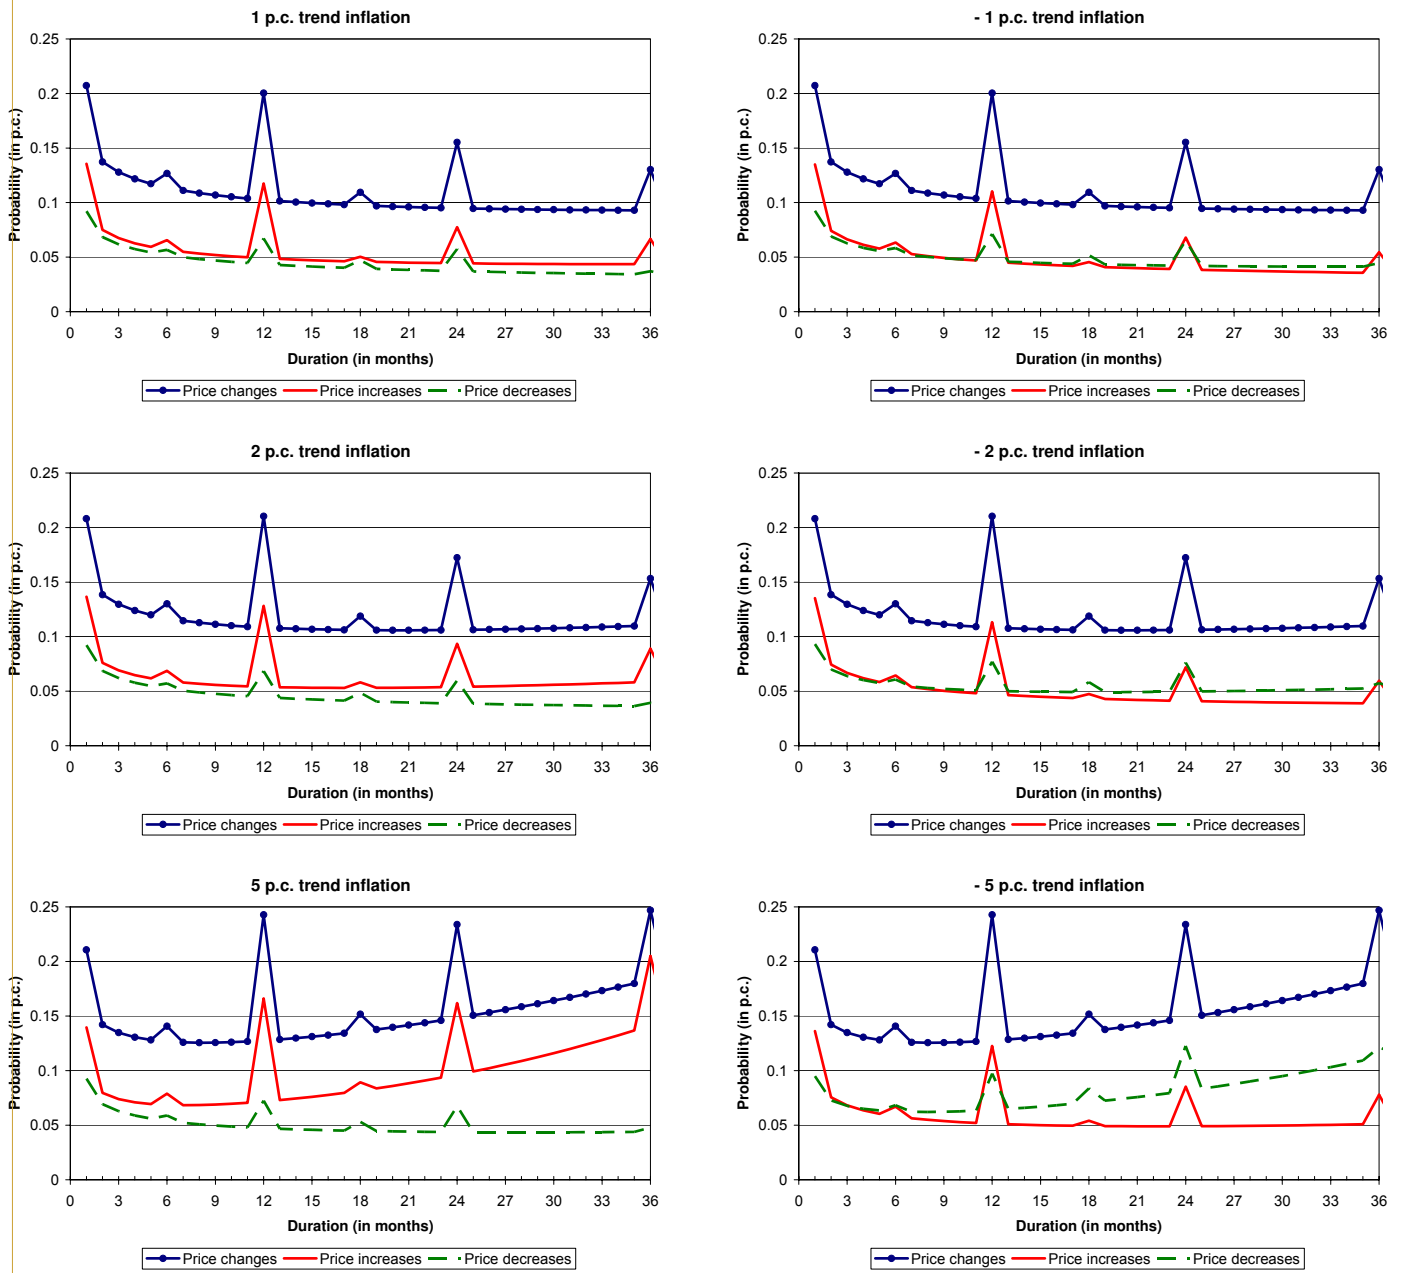 1 p.c. trend inflation
Probability (in p.c.)
0.25
0.2
0.15
0.1
0.05
0
0 3 6 9 12 15 18 21 24 27 30 33 36
Duration (in months)
Price changes Price increases Price decreases
- 1 p.c. trend inflation
Probability (in p.c.)
0.25
0.2
0.15
0.1
0.05
0
0 3 6 9 12 15 18 21 24 27 30 33 36
Duration (in months)
Price changes Price increases Price decreases
2 p.c. trend inflation
Probability (in p.c.)
0.25
0.2
0.15
0.1
0.05
0
0 3 6 9 12 15 18 21 24 27 30 33 36
Duration (in months)
Price changes Price increases Price decreases
- 2 p.c. trend inflation
Probability (in p.c.)
0.25
0.2
0.15
0.1
0.05
0
0 3 6 9 12 15 18 21 24 27 30 33 36
Duration (in months)
Price changes Price increases Price decreases
5 p.c. trend inflation
Probability (in p.c.)
0.25
0.2
0.15
0.1
0.05
0
0 3 6 9 12 15 18 21 24 27 30 33 36
Duration (in months)
Price changes Price increases Price decreases
- 5 p.c. trend inflation
Probability (in p.c.)
0.25
0.2
0.15
0.1
0.05
0
0 3 6 9 12 15 18 21 24 27 30 33 36
Duration (in months)
Price changes Price increases Price decreases